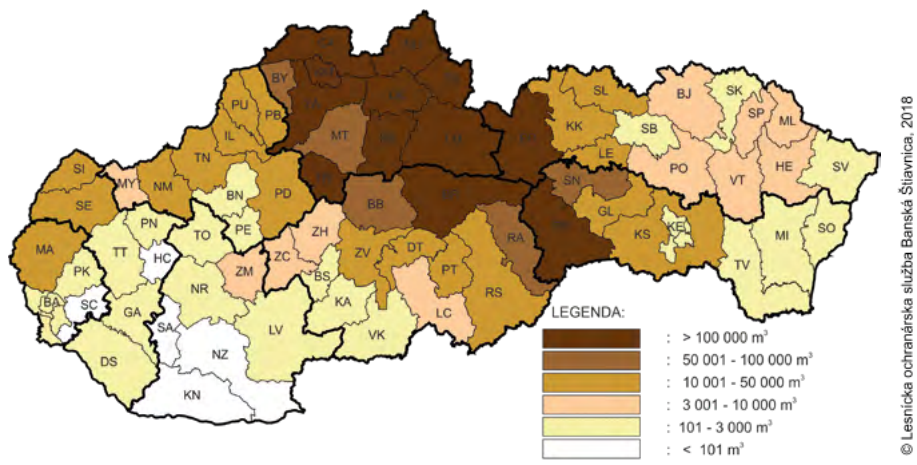 BY
PU
PB
IL
MT
TN
SI
SE
MY
NM
BN
PD
PE
MA
PN
TT
TO
HC
PK
BA
SC
GA
SA
NR
ZM
ZC
ZH
BS
KA
LV
NZ
DS
KN
BB
ZV
DT
PT
VK
LC
RS
RA
SL
KK
LE
SB
BJ
SK
SP
ML
PO
VT
HE
SV
SN
GL
KS
KE
TV
MI
SO
LEGENDA:
: > 100 000 m³
: 50 001 - 100 000 m³
: 10 001 - 50 000 m³
: 3 001 - 10 000 m³
: 101 - 3 000 m³
: < 101 m³
© Lesnícka ochranárska služba Banská Štiavnica, 2018